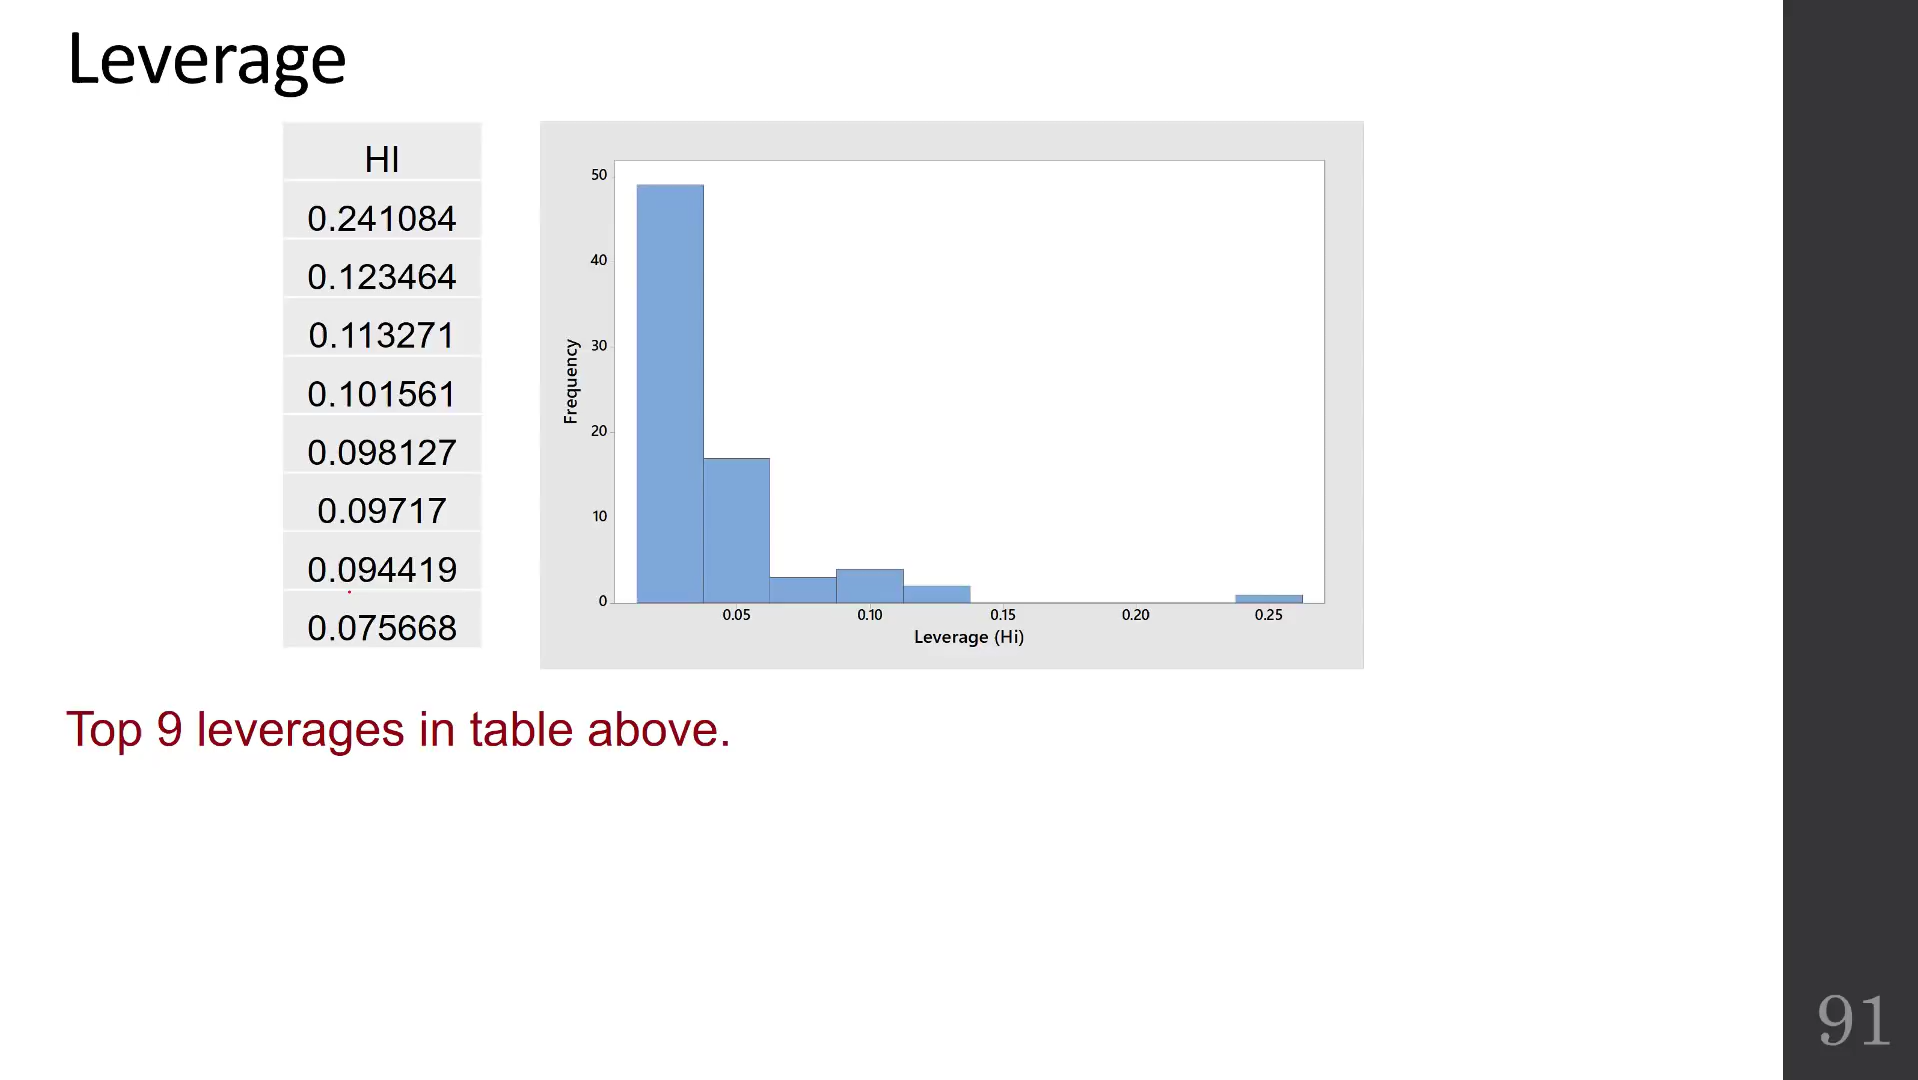 Leverage
HI
0.241084
0.123464
0.113271
0.101561
0.098127
0.09717
0.094419
0.075668
50
40
30
20
10
0
Frequency
0.05 0.10 0.15 0.20 0.25
Leverage (Hi)
Top 9 leverages in table above.
91